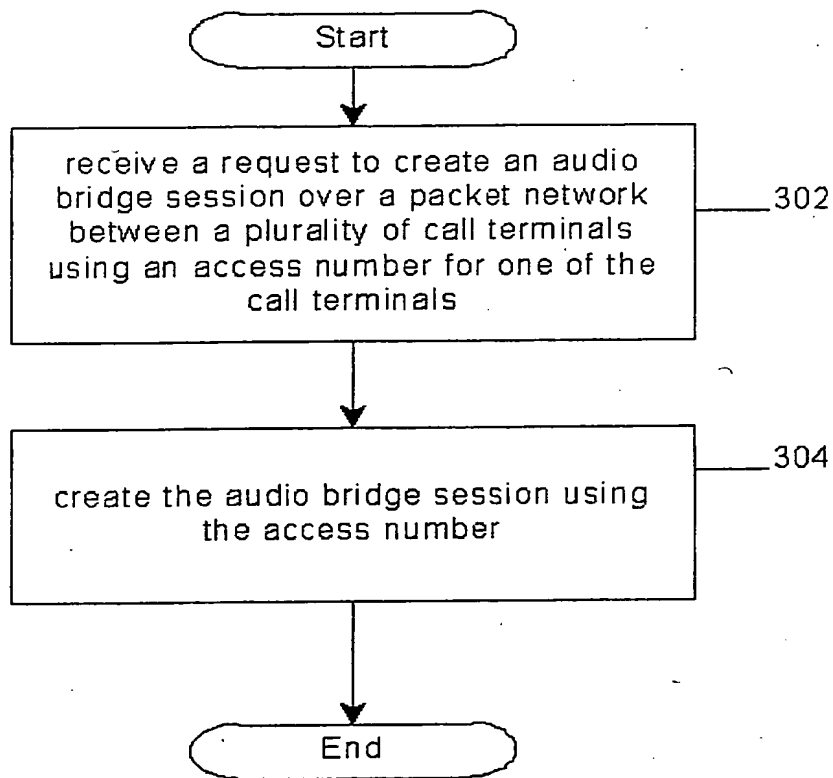 Start
receive a request to create an audio
bridge session over a packet network
between a plurality of call terminals
using an access number for one of the
call terminals
302
create the audio bridge session using
the access number
304
End